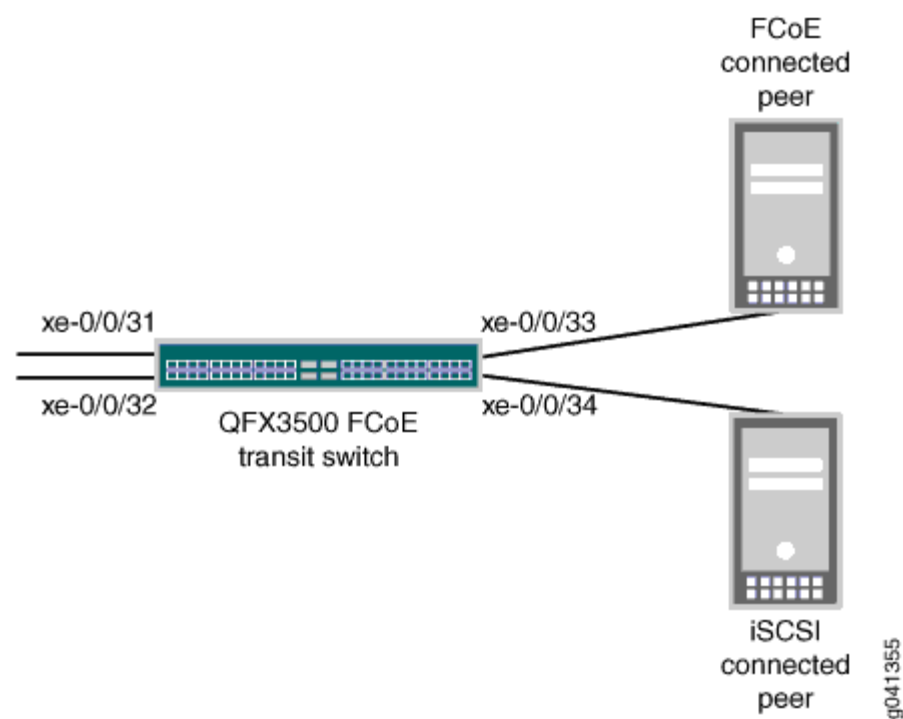 FCoE
connected
peer
xe-0/0/31
xe-0/0/33
xe-0/0/32
xe-0/0/34
QFX3500 FCoE
transit switch
iSCSI
connected
peer
g041355